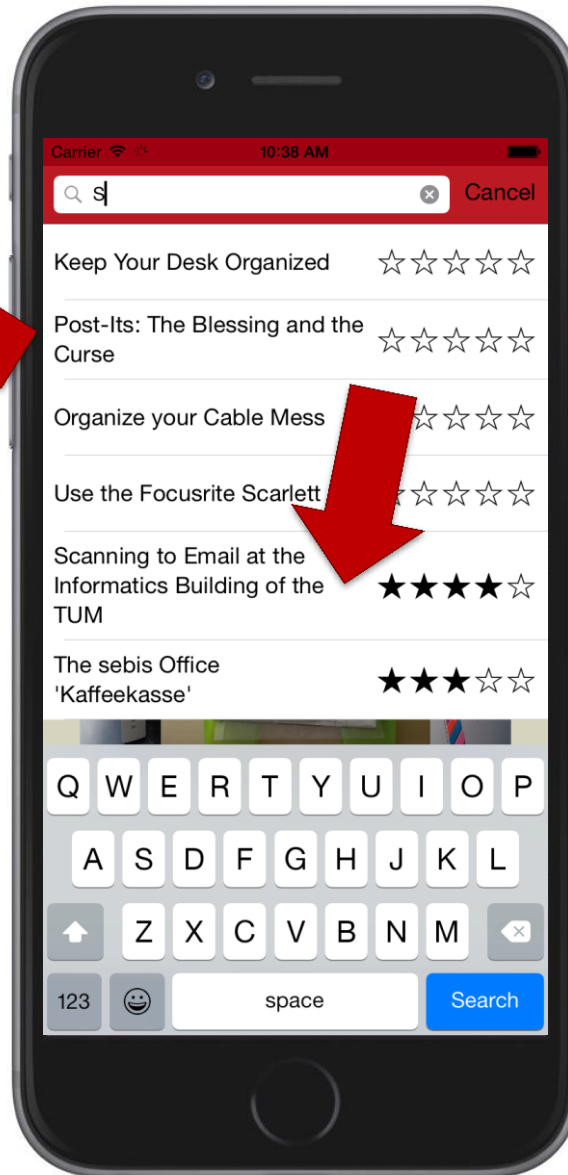 Carrier 10:38 AM
S Cancel
Keep Your Desk Organized ☆☆☆☆☆
Post-Its: The Blessing and the
Curse ☆☆☆☆☆
Organize your Cable Mess ☆☆☆☆
Use the Focusrite Scarlett ☆☆☆☆☆
Scanning to Email at the
Informatics Building of the ★★★★☆
TUM
The sebis Office
'Kaffeekasse' ★★★☆☆
Q W E R T Y U I O P
A S D F G H J K L
Z X C V B N M
123 space Search